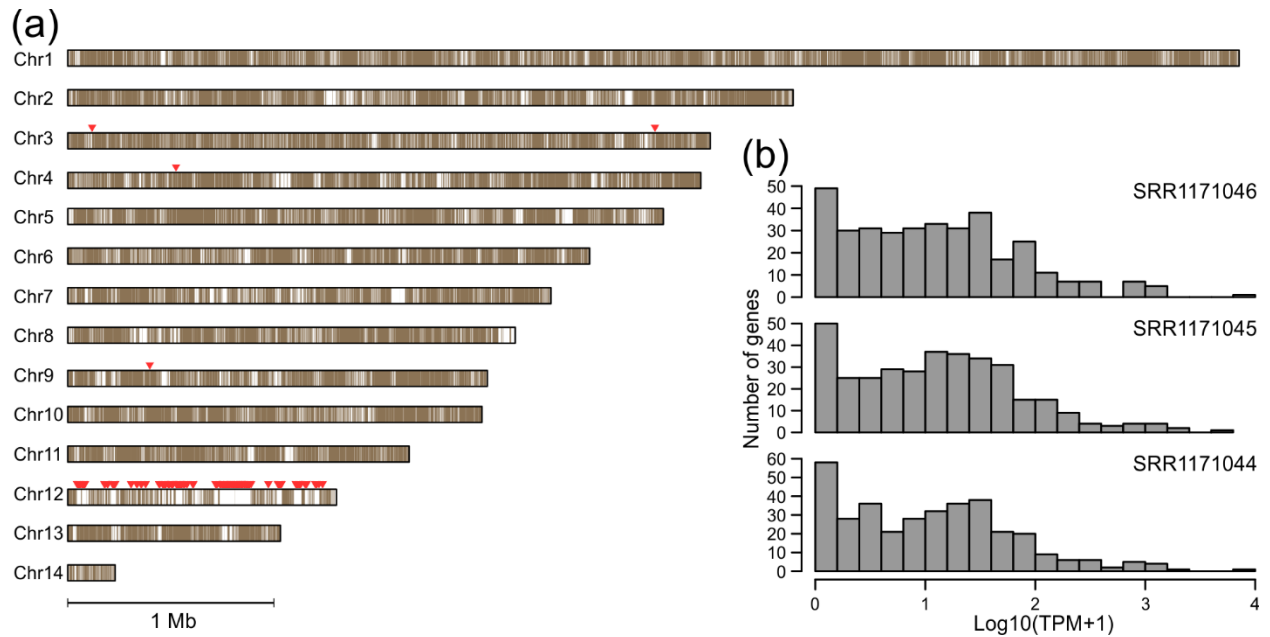 (a)
Chr1
Chr2
Chr3
Chr4
Chr5
Chr6
Chr7
Chr8
Chr9
Chr10
Chr11
Chr12
Chr13
Chr14
1 Mb
(b)
Number of genes
50
40
30
20
10
0
SRR1171046
50
40
30
20
10
0
SRR1171045
60
50
40
30
20
10
0
SRR1171044
0 1 2 3 4
Log10(TPM+1)